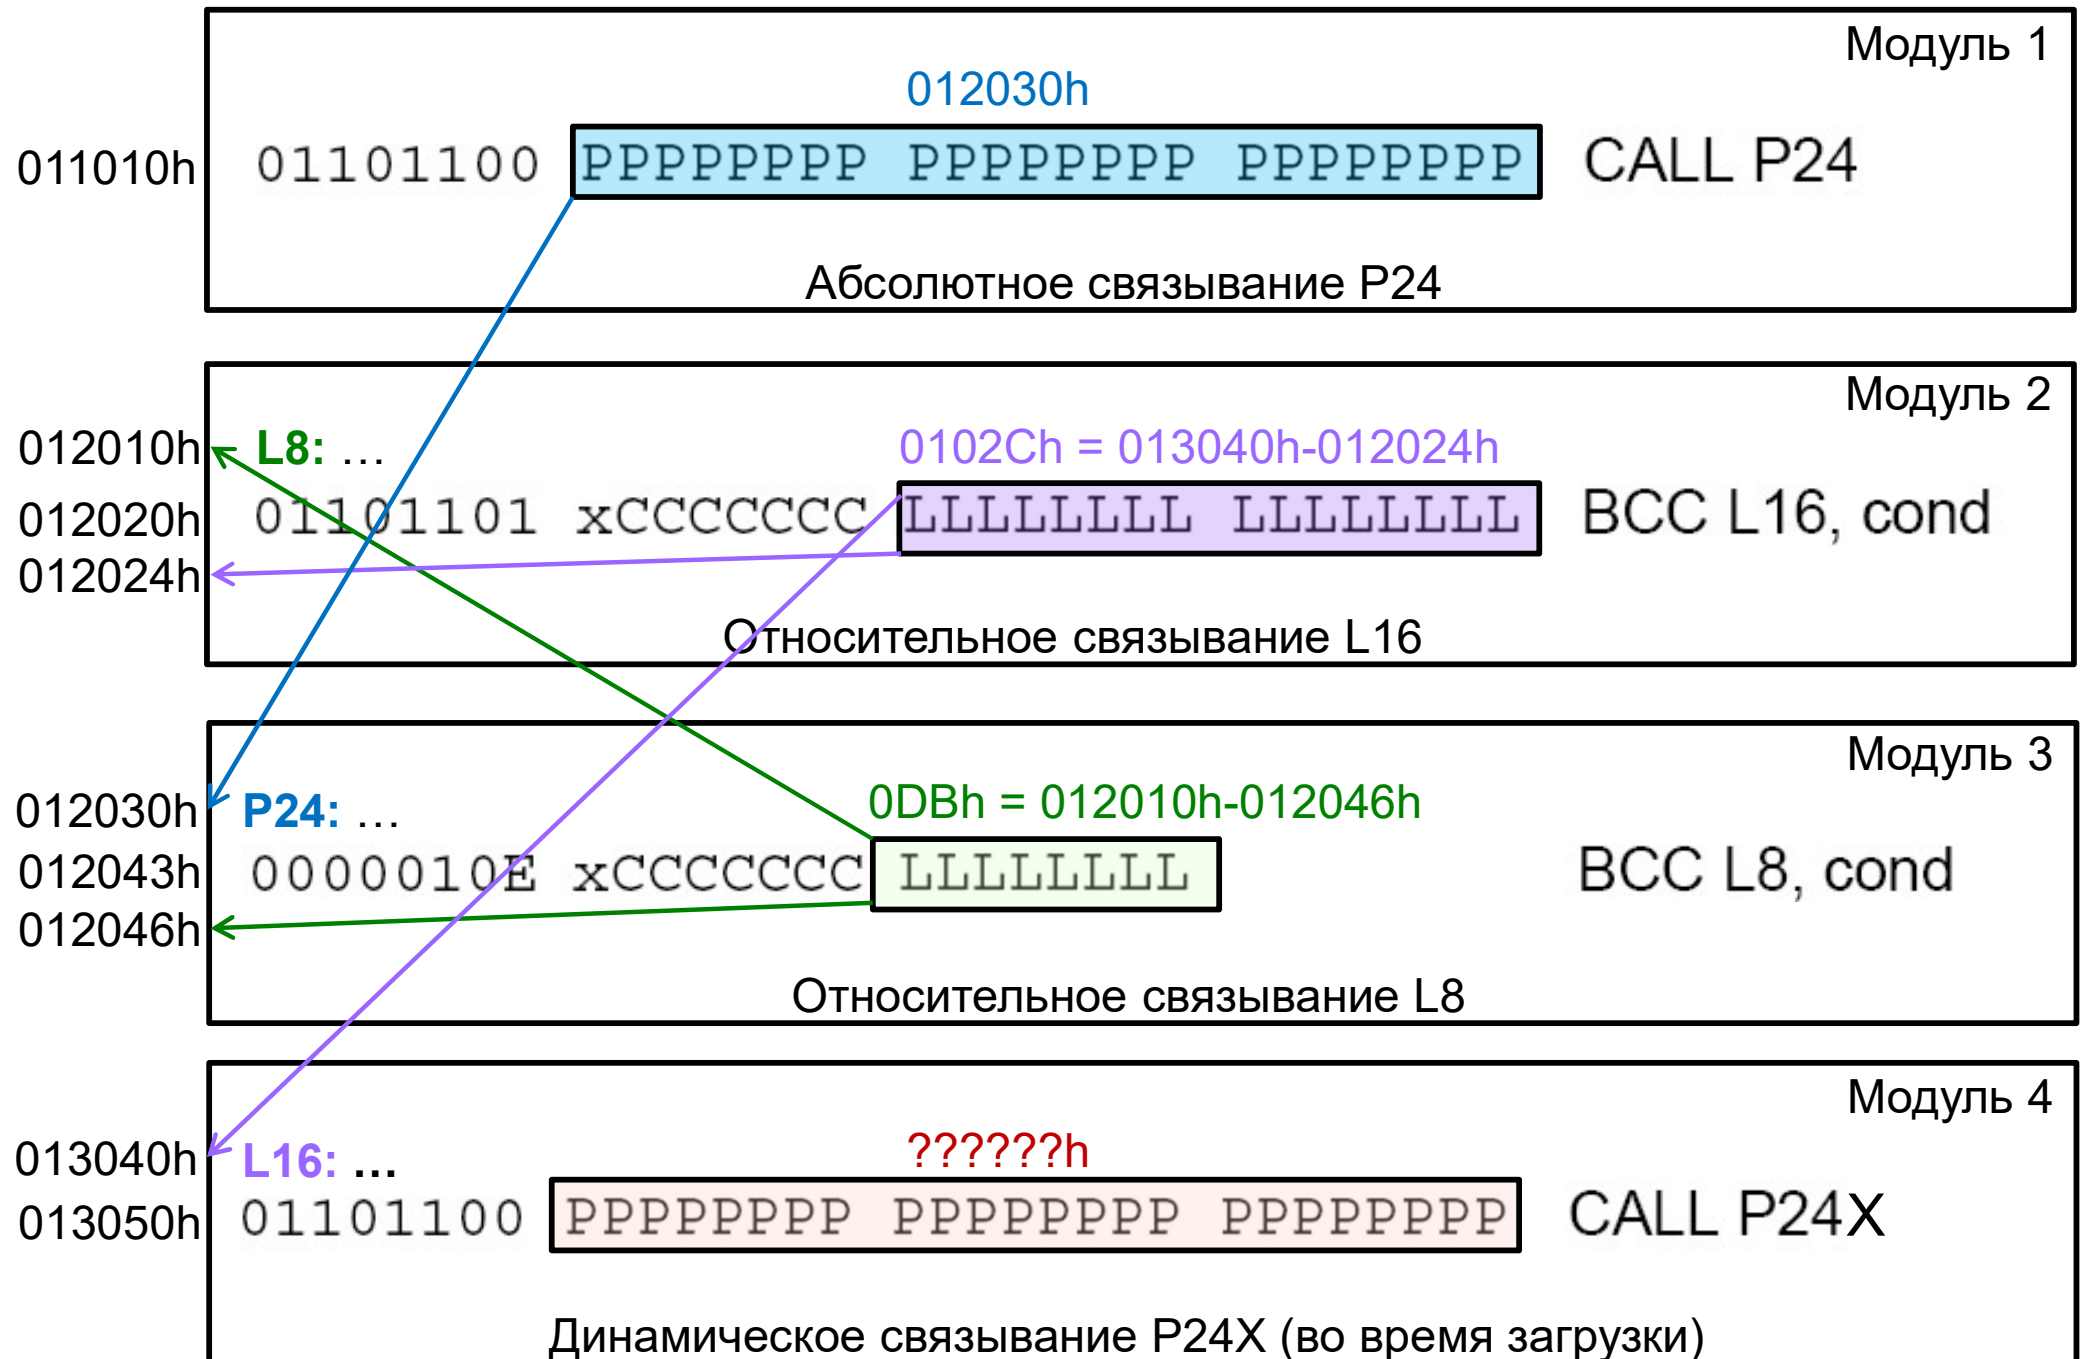 Модуль 1
012030h
011010h 01101100 PPPPPPPP PPPPPPPP PPPPPPPP CALL P24
Абсолютное связывание P24
Модуль 2
012010h L8: ... 0102Ch = 013040h-012024h
012020h 01101101 xCCCCCCC LLLLLLLL LLLLLLLL BCC L16, cond
012024h
Относительное связывание L16
Модуль 3
012030h P24: ... 0DBh = 012010h-012046h
012043h 0000010E xCCCCCCC LLLLLLLL BCC L8, cond
012046h
Относительное связывание L8
Модуль 4
013040h L16: ... ??????h
013050h 01101100 PPPPPPPP PPPPPPPP PPPPPPPP CALL P24X
Динамическое связывание P24X (во время загрузки)